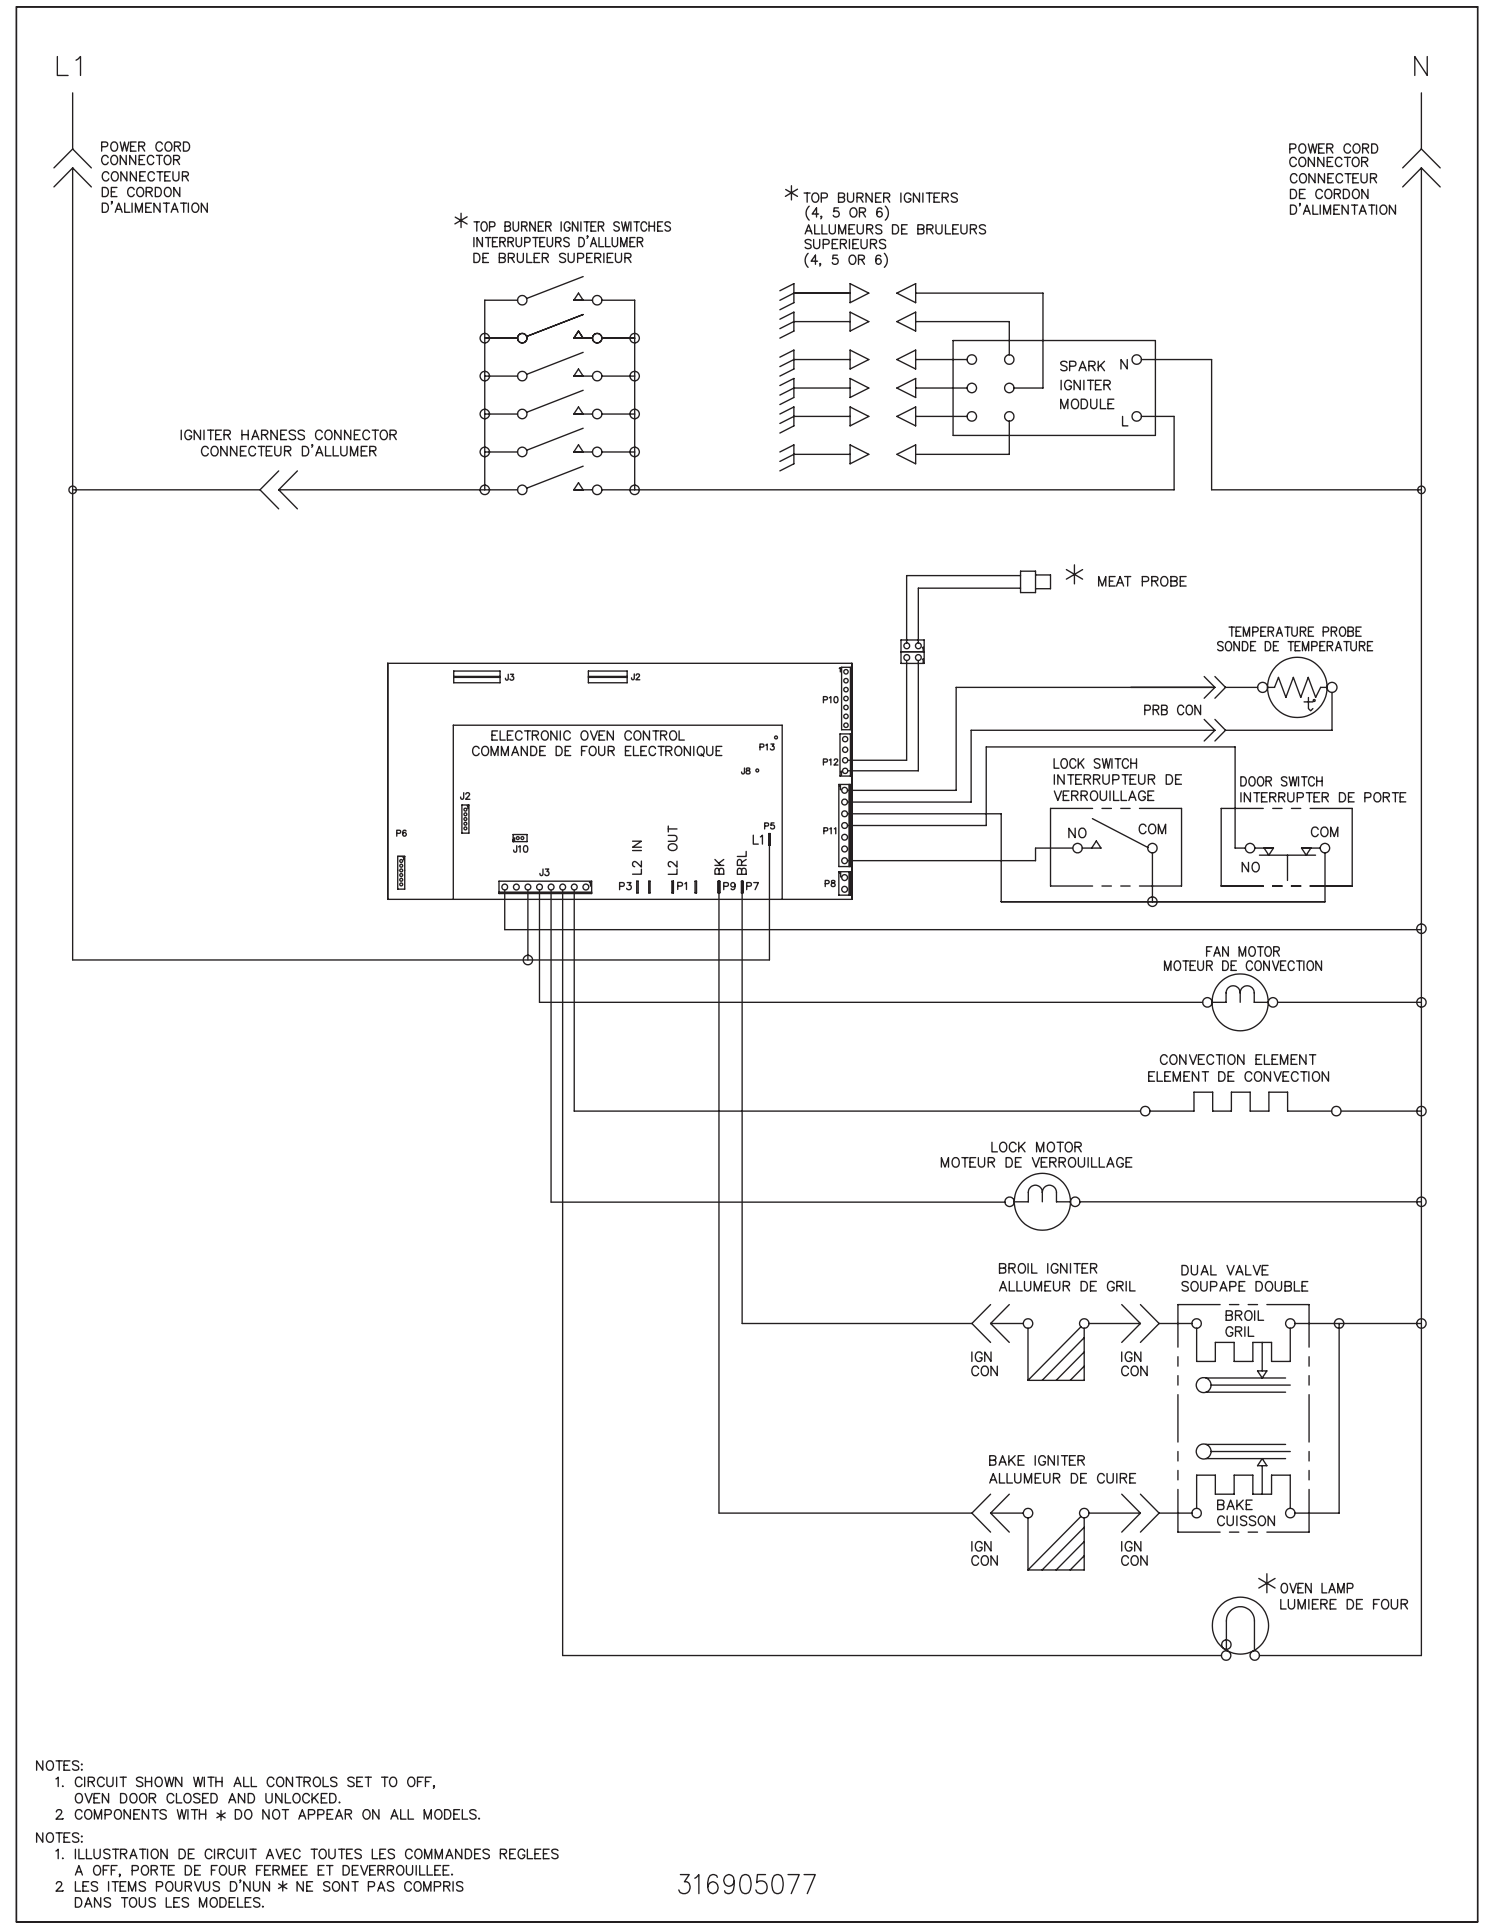 L1
N
POWER CORD
CONNECTOR
CONNECTEUR
DE CORDON
D'ALIMENTATION
POWER CORD
CONNECTOR
CONNECTEUR
DE CORDON
D'ALIMENTATION
* TOP BURNER IGNITER SWITCHES
INTERRUPTEURS D'ALLUMER
DE BRULER SUPERIEUR
* TOP BURNER IGNITERS
(4, 5 OR 6)
ALLUMEURS DE BRULEURS
SUPERIEURS
(4, 5 OR 6)
SPARK
IGNITER
MODULE
N
L
IGNITER HARNESS CONNECTOR
CONNECTEUR D'ALLUMER
* MEAT PROBE
TEMPERATURE PROBE
SONDE DE TEMPERATURE
t°
PRB CON
J3
J2
P10
ELECTRONIC OVEN CONTROL
COMMANDE DE FOUR ELECTRONIQUE
P13
P12
J8
LOCK SWITCH
INTERRUPTEUR DE
VERROUILLAGE
NO
COM
DOOR SWITCH
INTERRUPTER DE PORTE
COM
NO
J2
P6
J10
P5
L1
P11
L2 IN
L2 OUT
BK
BRL
J3
P3
P1
P9
P7
P8
FAN MOTOR
MOTEUR DE CONVECTION
CONVECTION ELEMENT
ELEMENT DE CONVECTION
LOCK MOTOR
MOTEUR DE VERROUILLAGE
BROIL IGNITER
ALLUMEUR DE GRIL
DUAL VALVE
SOUPAPE DOUBLE
BROIL
GRIL
IGN
CON
IGN
CON
BAKE IGNITER
ALLUMEUR DE CUIRE
BAKE
CUISSON
IGN
CON
IGN
CON
* OVEN LAMP
LUMIERE DE FOUR
NOTES:
1. CIRCUIT SHOWN WITH ALL CONTROLS SET TO OFF,
OVEN DOOR CLOSED AND UNLOCKED.
2 COMPONENTS WITH * DO NOT APPEAR ON ALL MODELS.
NOTES:
1. ILLUSTRATION DE CIRCUIT AVEC TOUTES LES COMMANDES REGLEES
A OFF, PORTE DE FOUR FERMEE ET DEVERROUILLEE.
2 LES ITEMS POURVUS D'NUN * NE SONT PAS COMPRIS
DANS TOUS LES MODELES.
316905077